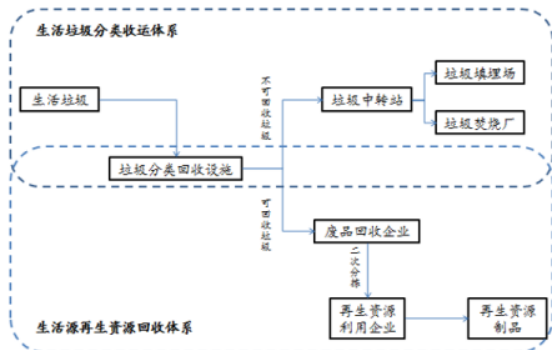 生活垃圾分类收运体系
生活垃圾
不可回收垃圾
垃圾中转站
垃圾填埋场
垃圾焚烧厂
垃圾分类回收设施
可回收垃圾
废品回收企业
二次分拣
再生资源
利用企业
再生资源
制品
生活源再生资源回收体系